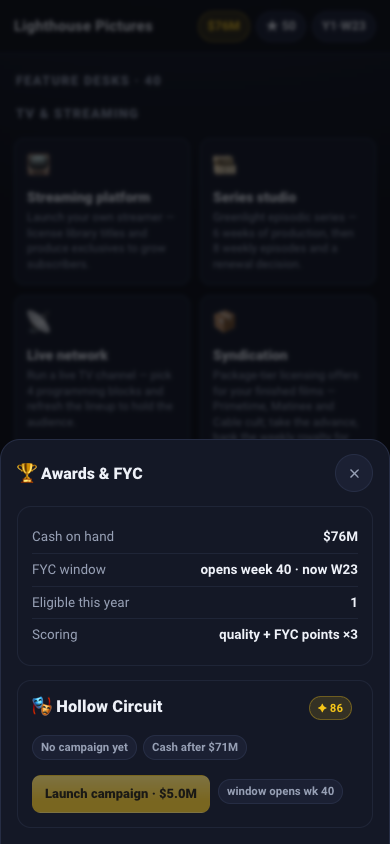 Lighthouse Pictures
$76M
✦ 50
Y1·W23
FEATURE DESKS · 40
TV & STREAMING
Streaming platform
Series studio
Launch your own streamer —
license library titles and
produce exclusives to grow
subscribers.
Greenlight episodic series —
6 weeks of production, then
8 weekly episodes and a
renewal decision.
Live network
Syndication
Run a live TV channel — pick
4 programming blocks and
refresh the lineup to hold the
audience.
Package tier licensing offers
for your finished films —
Primetime, Matinee and
Cable roll: take the advance,
🏆 Awards & FYC
×
Cash on hand
$76M
FYC window
opens week 40 · now W23
Eligible this year
1
Scoring
quality + FYC points ×3
🎭 Hollow Circuit
✦ 86
No campaign yet
Cash after $71M
Launch campaign · $5.0M
window opens wk 40